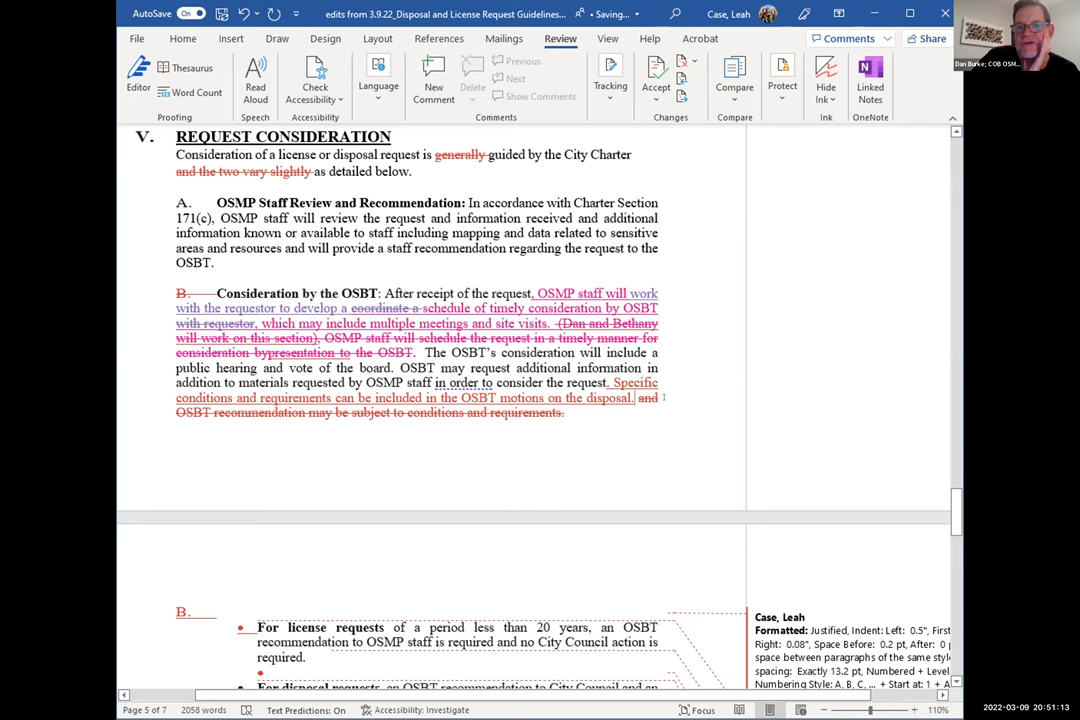 AutoSave On edits from 3.9.22_Disposal and License Request Guidelines... • Saving... Case, Leah
File Home Insert Draw Design Layout References Mailings Review View Help Acrobat Comments Share
Editor Thesaurus Word Count Read Aloud Check Accessibility Language New Comment Delete Previous Next Show Comments Tracking Accept Compare Protect Hide Ink Linked Notes
Proofing Speech Accessibility Comments Changes Compare Ink OneNote
Dan Burke; COB OSM...
V. REQUEST CONSIDERATION
Consideration of a license or disposal request is generally guided by the City Charter
and the two vary slightly as detailed below.
A. OSMP Staff Review and Recommendation: In accordance with Charter Section
171(c), OSMP staff will review the request and information received and additional
information known or available to staff including mapping and data related to sensitive
areas and resources and will provide a staff recommendation regarding the request to the
OSBT.
B. Consideration by the OSBT: After receipt of the request, OSMP staff will work
with the requestor to develop a coordinate a schedule of timely consideration by OSBT
with requestor, which may include multiple meetings and site visits. (Dan and Bethany
will work on this section), OSMP staff will schedule the request in a timely manner for
consideration bypresentation to the OSBT. The OSBT's consideration will include a
public hearing and vote of the board. OSBT may request additional information in
addition to materials requested by OSMP staff in order to consider the request. Specific
conditions and requirements can be included in the OSBT motions on the disposal. and
OSBT recommendation may be subject to conditions and requirements.
B.
• For license requests of a period less than 20 years, an OSBT
recommendation to OSMP staff is required and no City Council action is
required.
•
• For disposal requests, an OSBT recommendation to City Council and an
Case, Leah
Formatted: Justified, Indent: Left: 0.5", First
Right: 0.08", Space Before: 0.2 pt, After: 0
space between paragraphs of the same styl
spacing: Exactly 13.2 pt, Numbered + Level
Numbering Style: A, B, C, ... + Start at: 1 + A
Page 5 of 7 2058 words Text Predictions: On Accessibility: Investigate Focus 110%
2022-03-09 20:51:13